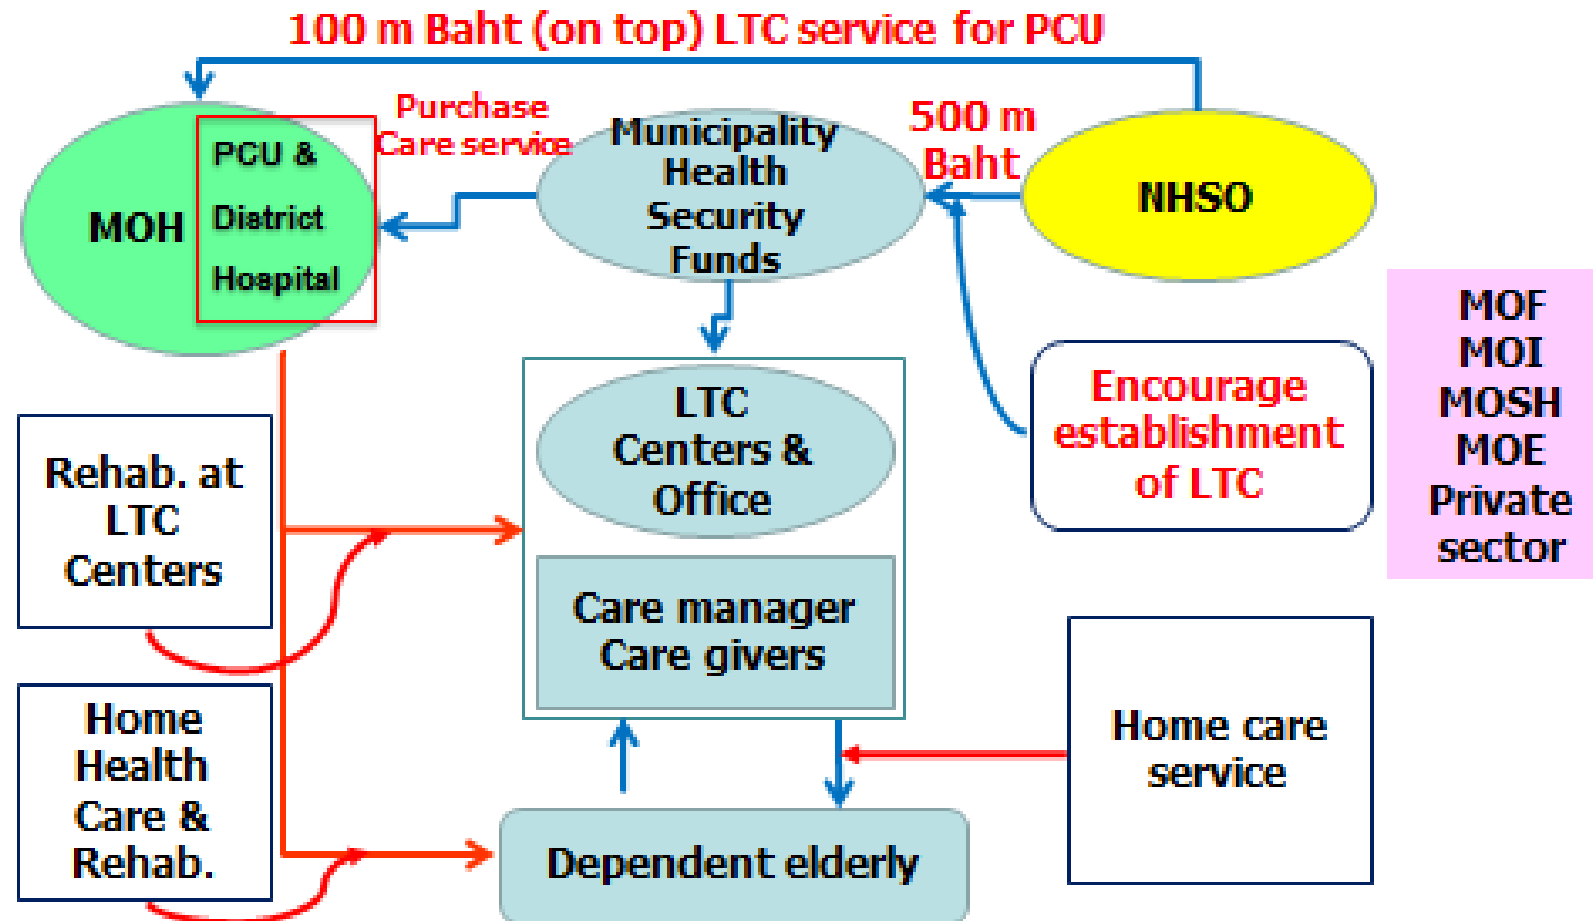 100 m Baht (on top) LTC service for PCU
Purchase
Care service
500 m
Baht
Municipality
Health
Security
Funds
NHSO
MOH
PCU &
District
Hospital
MOF
MOI
MOSH
MOE
Private
sector
Encourage
establishment
of LTC
LTC
Centers &
Office
Rehab. at
LTC
Centers
Care manager
Care givers
Home
Health
Care &
Rehab.
Home care
service
Dependent elderly